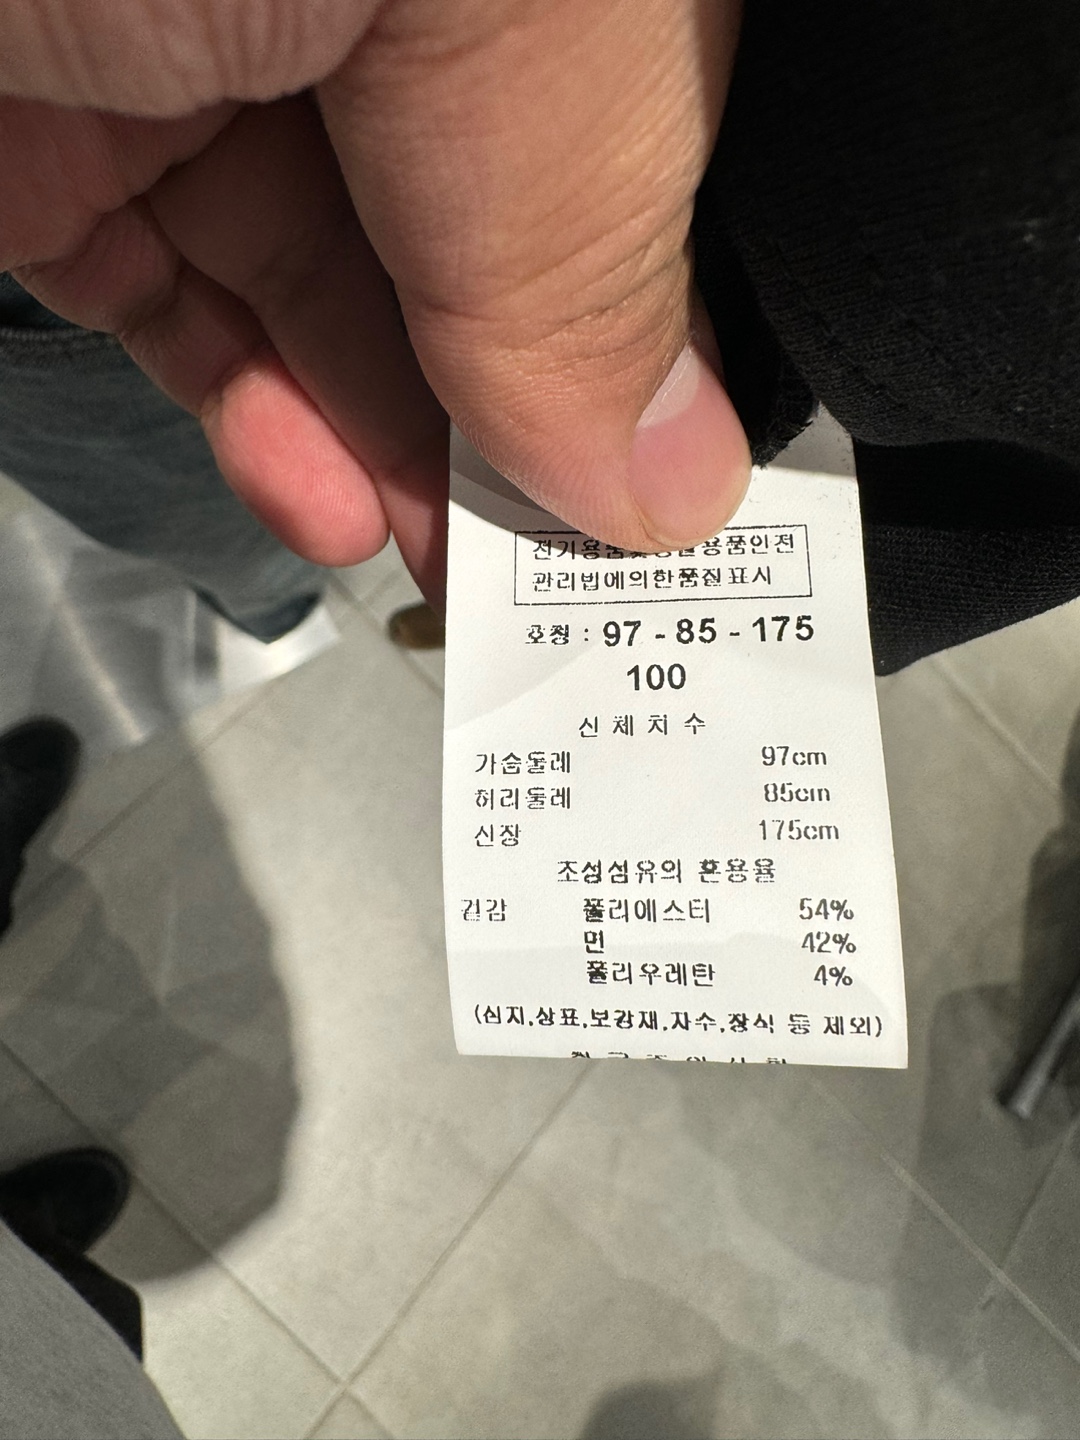 전기용품및생활용품안전
관리법에의한품질표시
호칭 : 97 - 85 - 175
100
신 체 치 수
가슴둘레 97cm
허리둘레 85cm
신장 175cm
조성섬유의 혼용율
겉감 폴리에스터 54%
면 42%
폴리우레탄 4%
(심지,상표,보강재,자수,장식 등 제외)